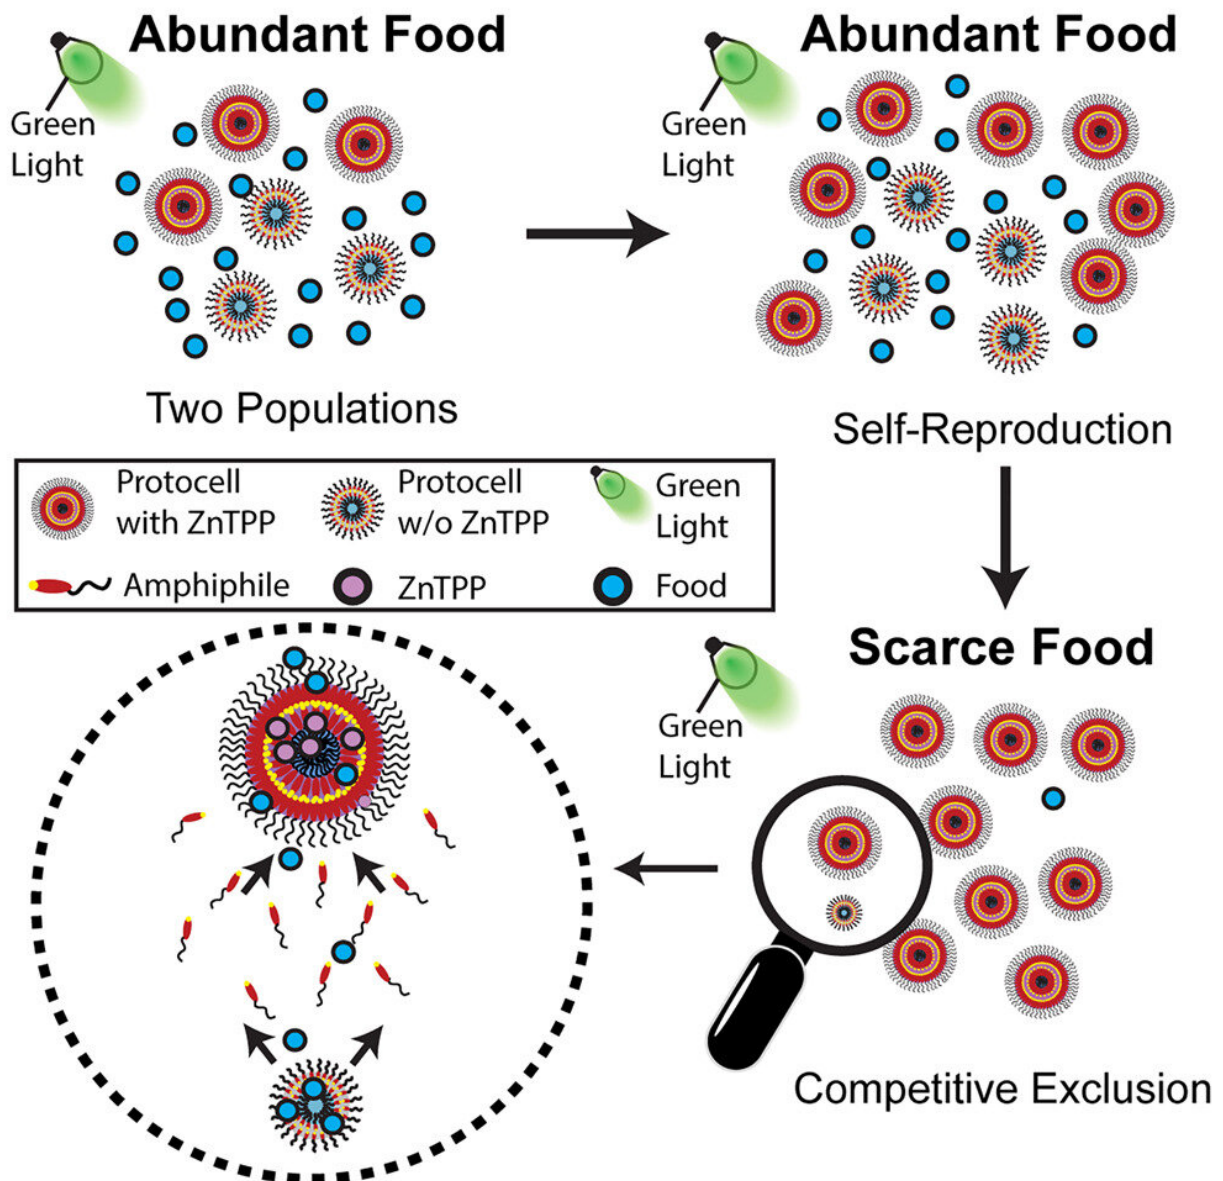 Abundant Food
Green
Light
Two Populations
Abundant Food
Green
Light
Self-Reproduction
Protocell
with ZnTPP
Protocell
w/o ZnTPP
Green
Light
Amphiphile
ZnTPP
Food
Scarce Food
Green
Light
Competitive Exclusion